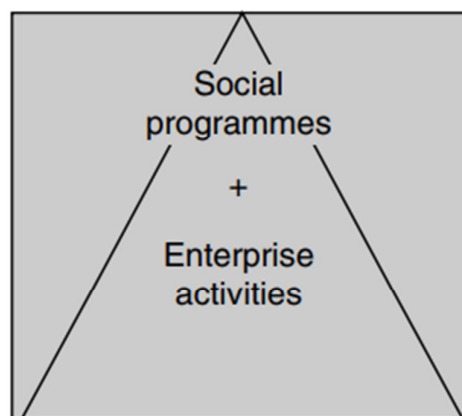 Social
programmes
+
Enterprise
activities